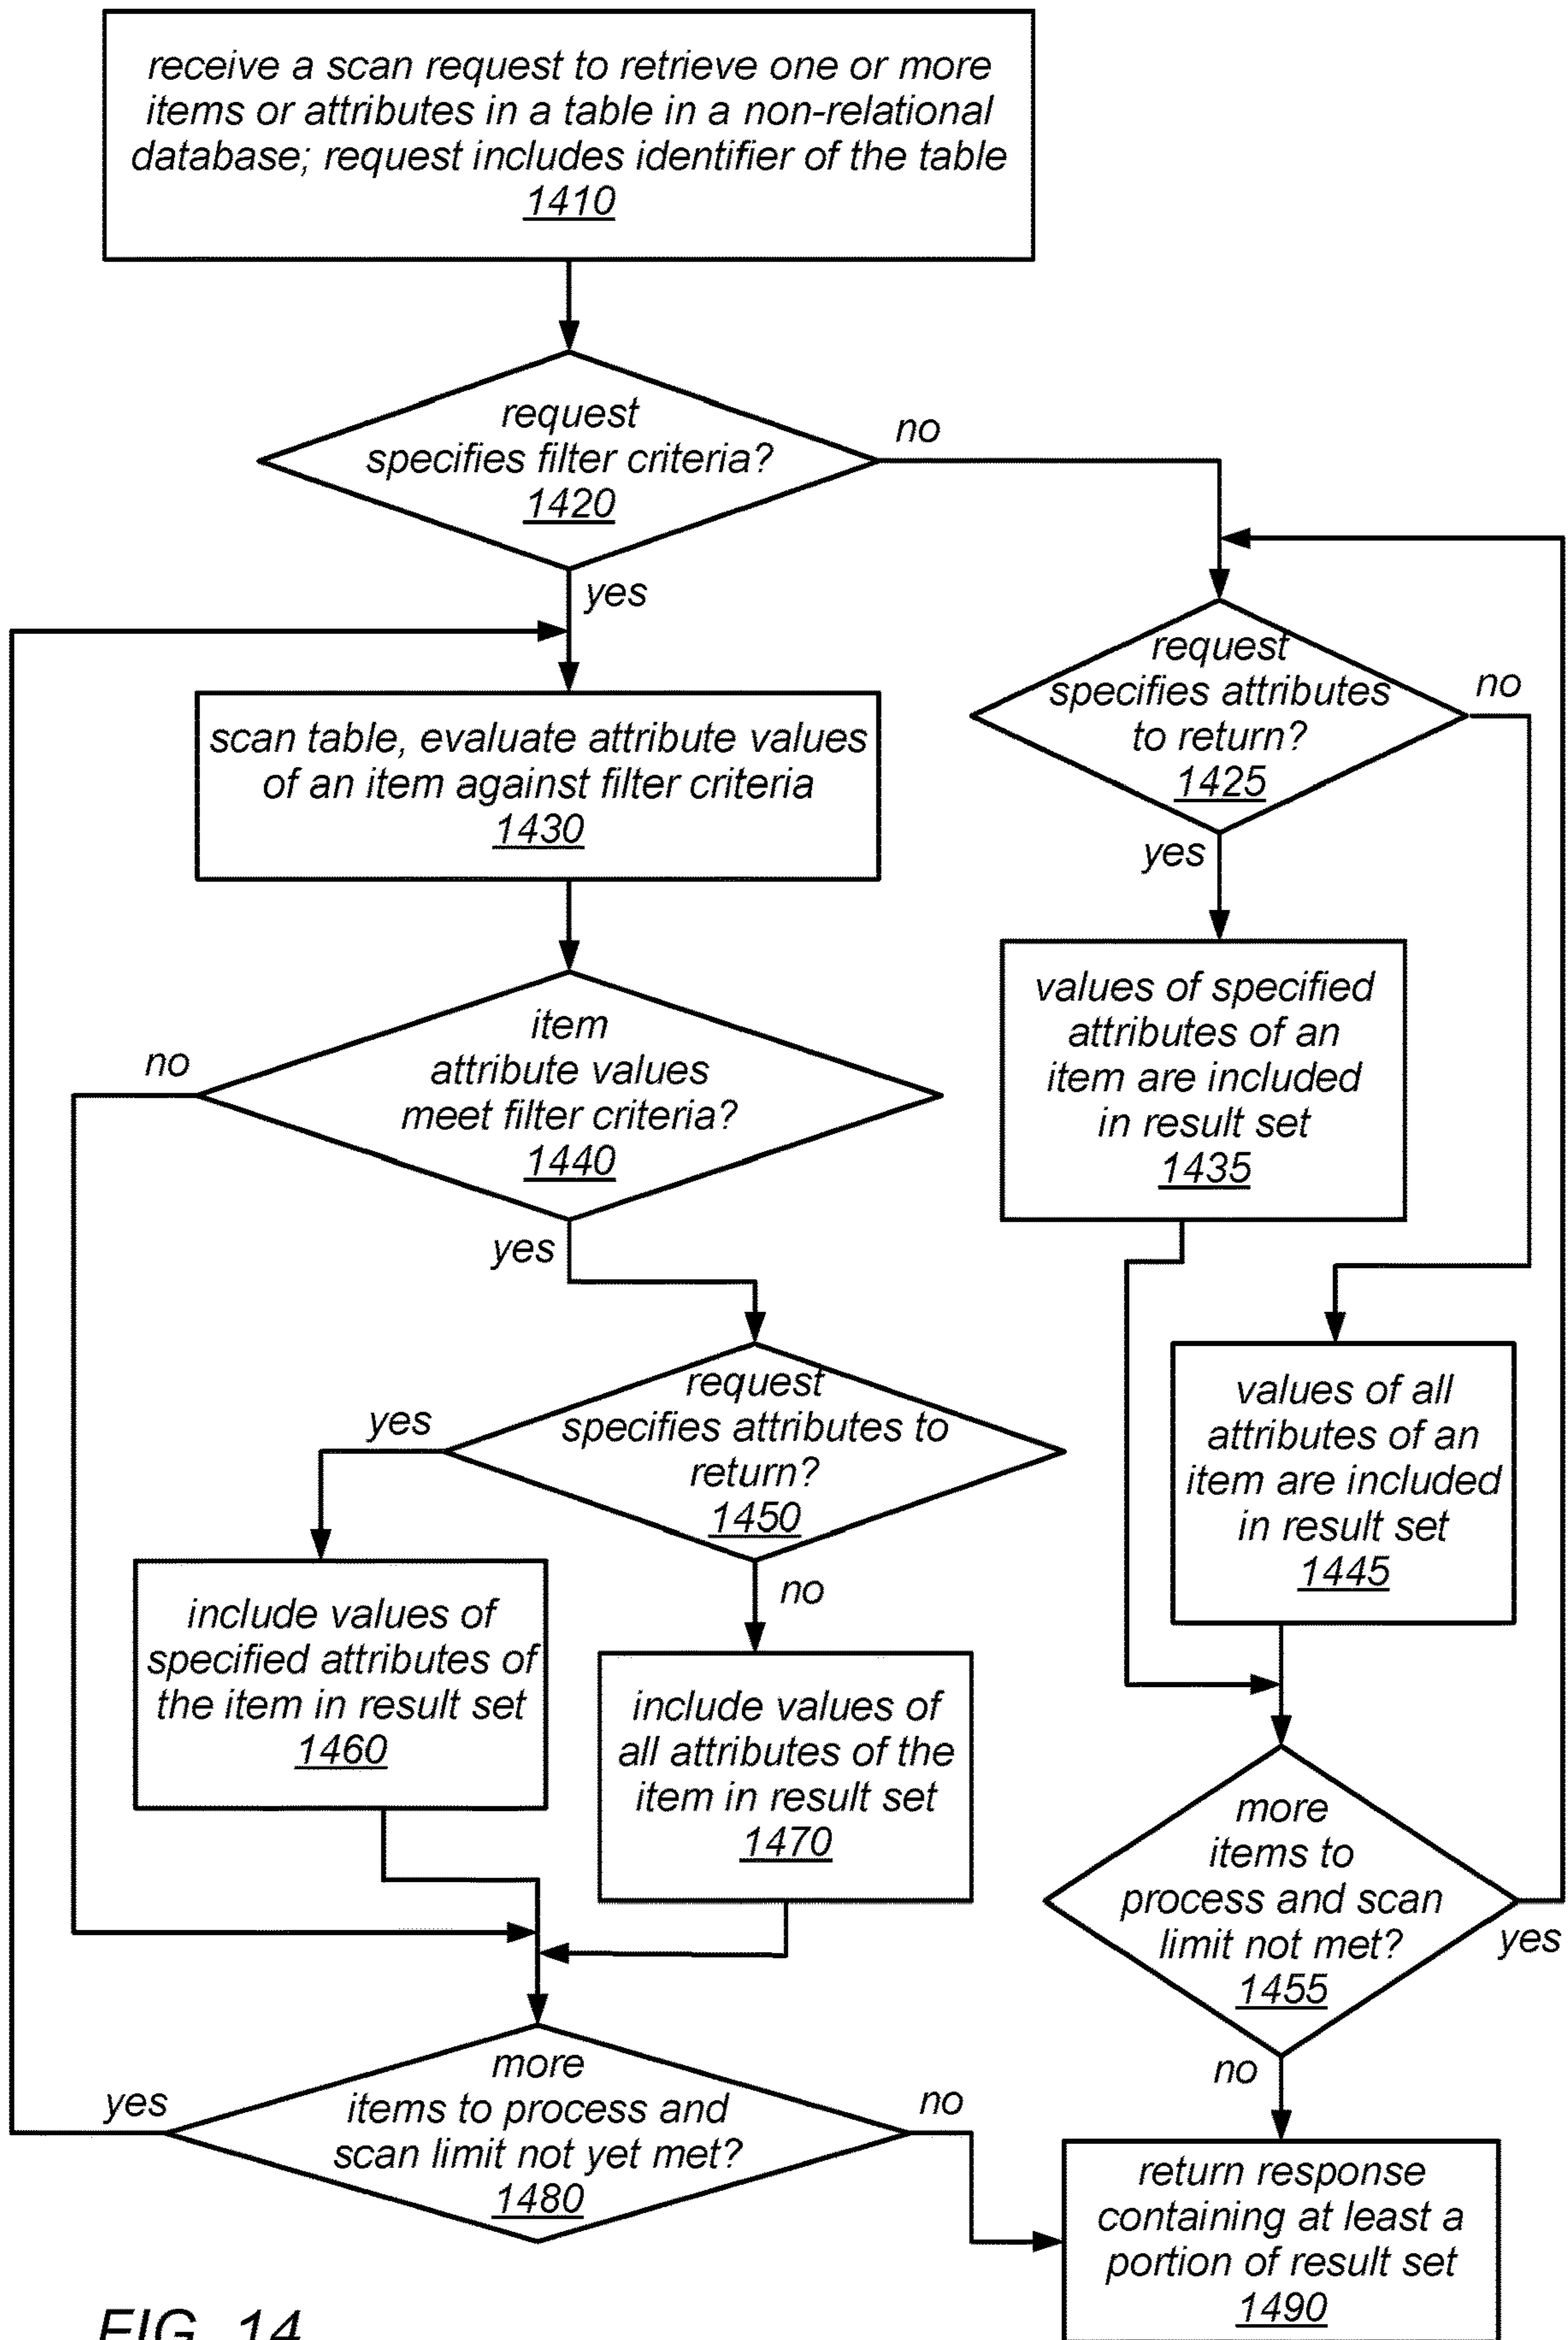 receive a scan request to retrieve one or more
items or attributes in a table in a non-relational
database; request includes identifier of the table
1410
request
specifies filter criteria?
1420
no
yes
request
specifies attributes
to return?
1425
no
yes
scan table, evaluate attribute values
of an item against filter criteria
1430
values of specified
attributes of an
item are included
in result set
1435
item
attribute values
meet filter criteria?
1440
no
yes
request
specifies attributes to
return?
1450
yes
no
values of all
attributes of an
item are included
in result set
1445
include values of
specified attributes of
the item in result set
1460
include values of
all attributes of the
item in result set
1470
more
items to
process and scan
limit not met?
1455
yes
no
more
items to process and
scan limit not yet met?
1480
yes
no
return response
containing at least a
portion of result set
1490
FIG. 14